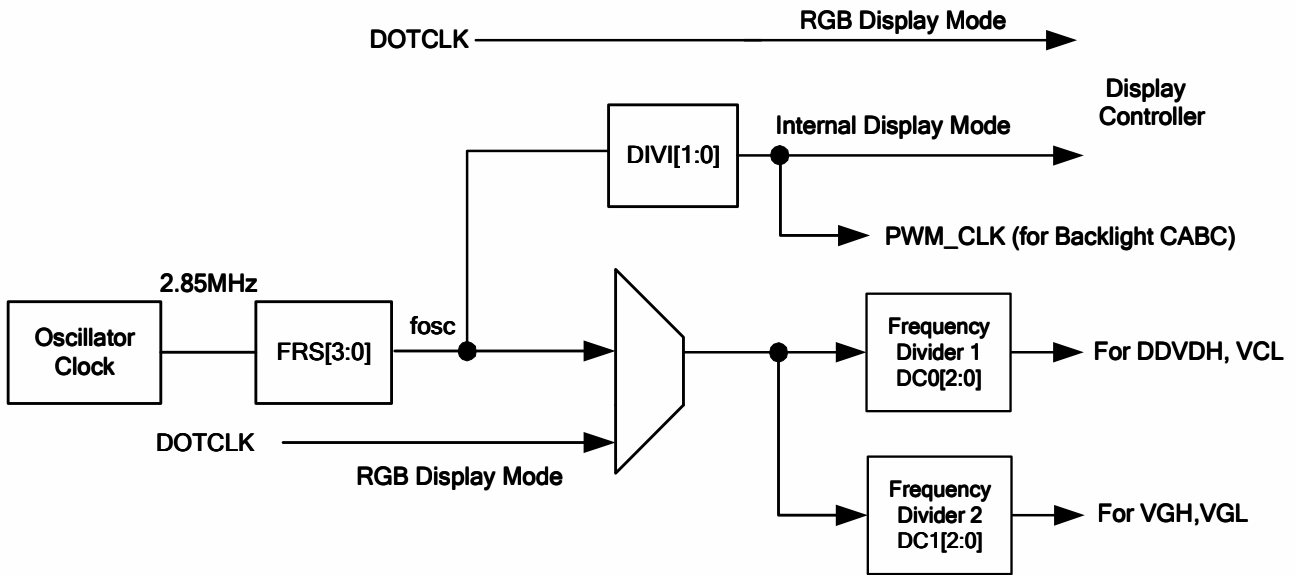 RGB Display Mode
DOTCLK
Display
Controller
Internal Display Mode
DIVI[1:0]
PWM_CLK (for Backlight CABC)
2.85MHz
Oscillator
Clock
FRS[3:0]
fosc
Frequency
Divider 1
DC0[2:0]
For DDVDH, VCL
DOTCLK
RGB Display Mode
Frequency
Divider 2
DC1[2:0]
For VGH,VGL